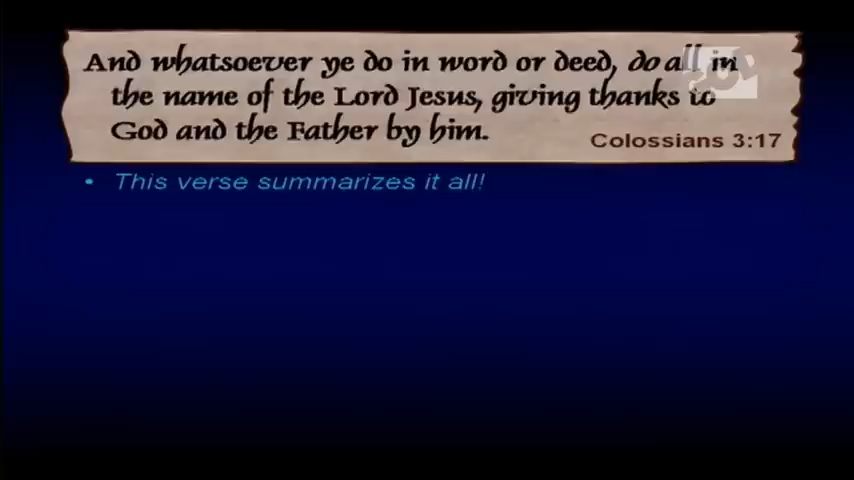 And whatsoever ye do in word or deed, do all in
the name of the Lord Jesus, giving thanks to
God and the Father by him.
Colossians 3:17
• This verse summarizes it all!